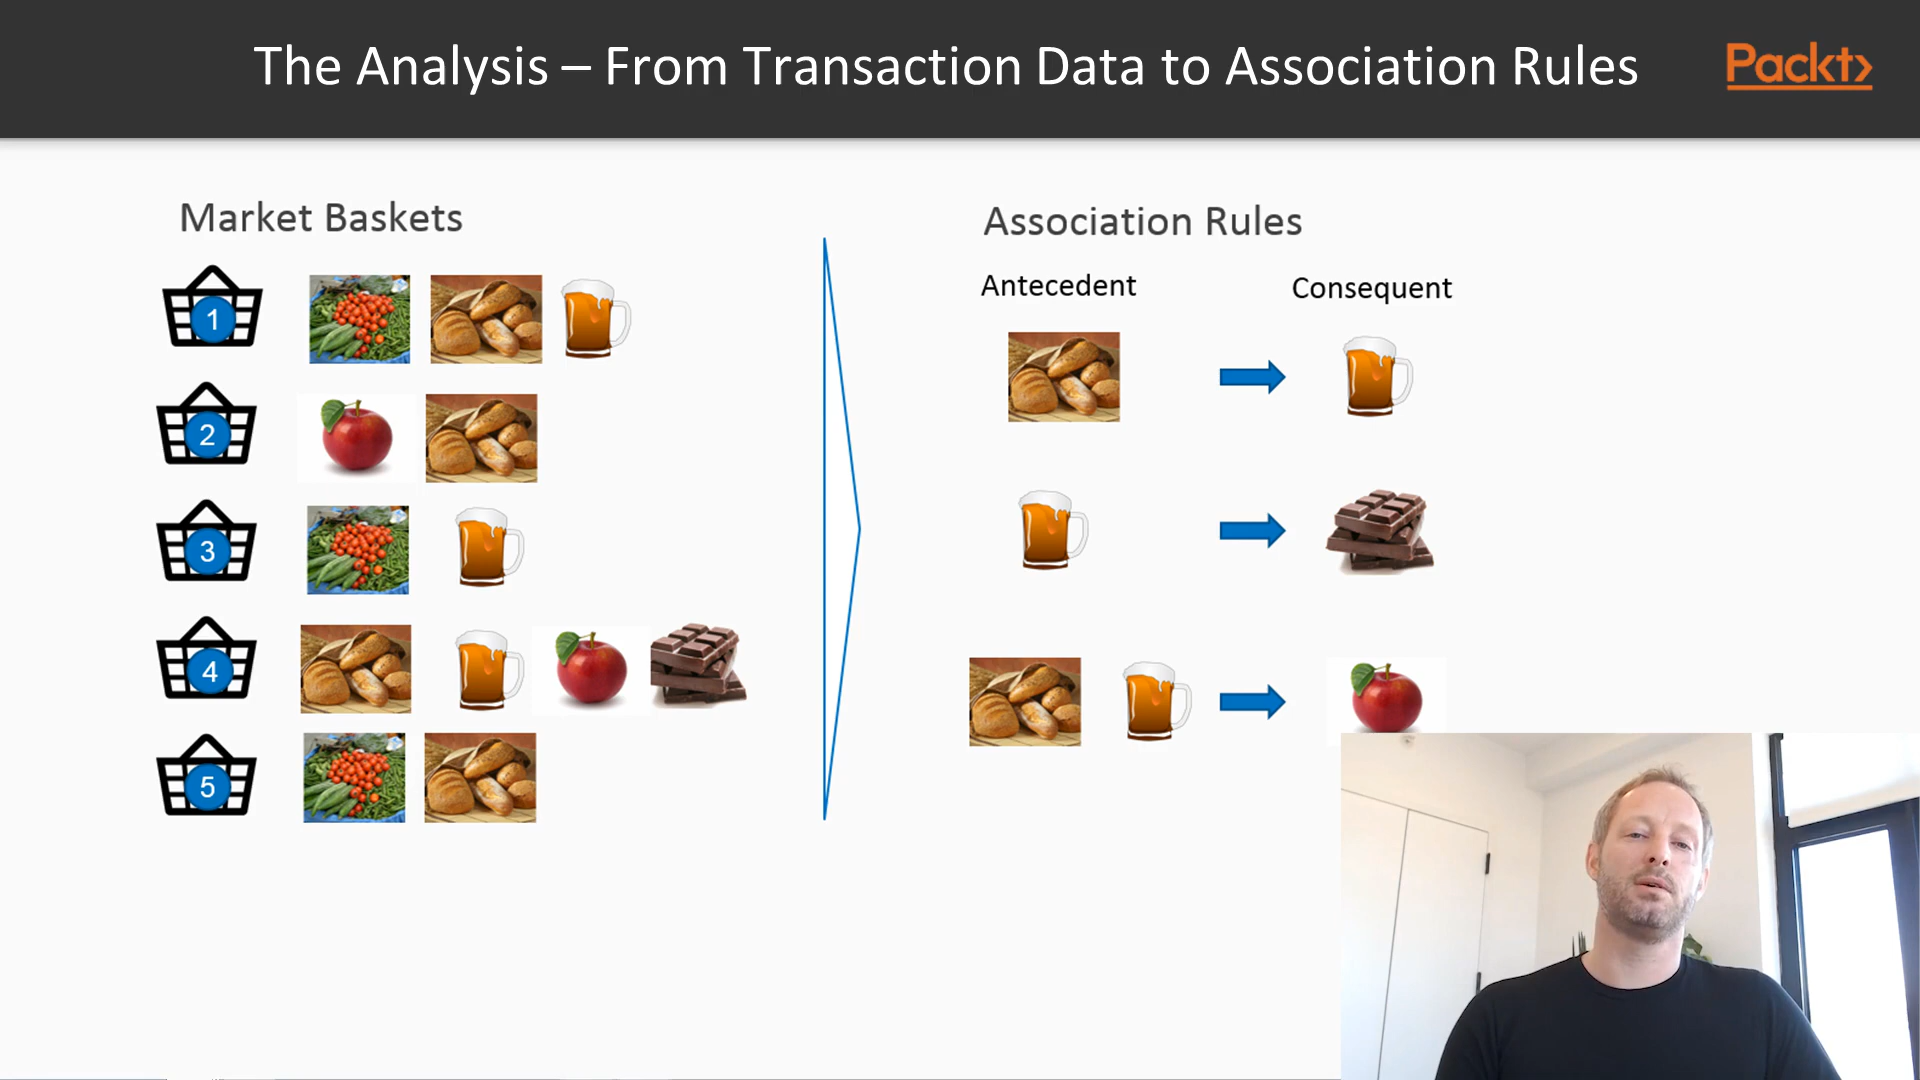 The Analysis – From Transaction Data to Association Rules
Packt>
Market Baskets
Association Rules
Antecedent
Consequent
1
2
3
4
5